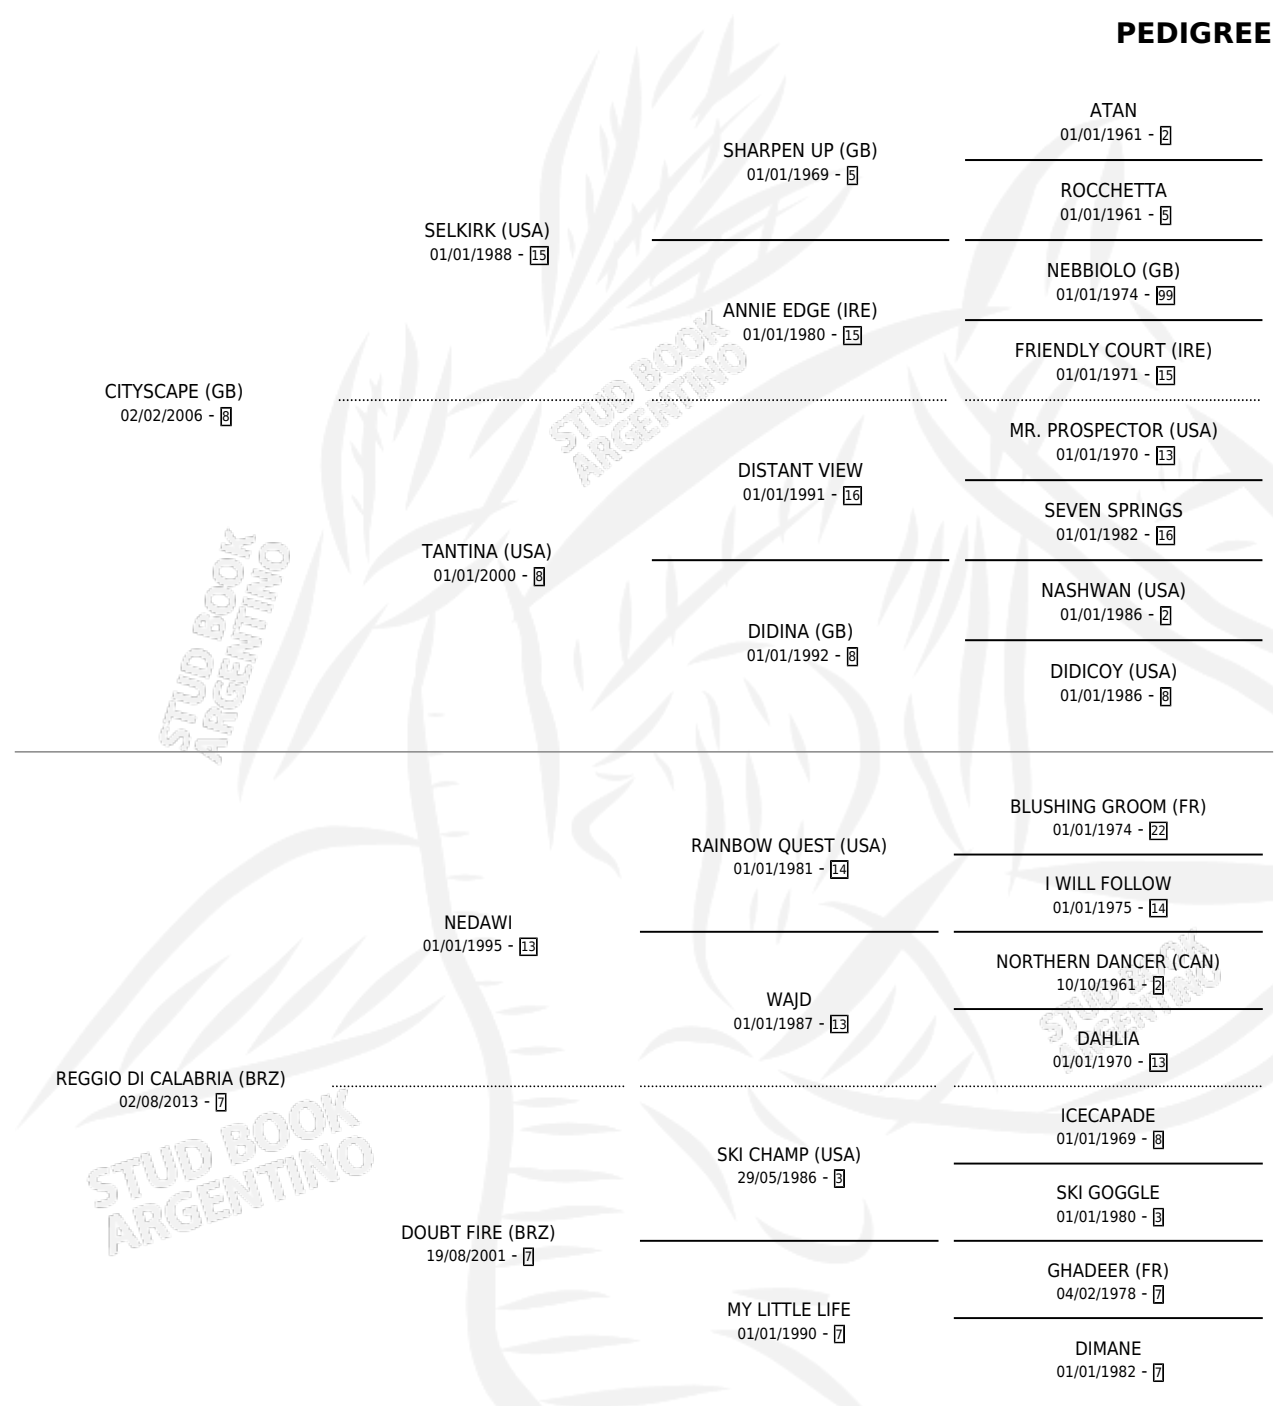 PEDIGREE
ATAN
01/01/1961 - 2
SHARPEN UP (GB)
01/01/1969 - 5
ROCCHETTA
01/01/1961 - 5
SELKIRK (USA)
01/01/1988 - 15
NEBBIOLO (GB)
01/01/1974 - 99
ANNIE EDGE (IRE)
01/01/1980 - 15
FRIENDLY COURT (IRE)
01/01/1971 - 15
CITYSCAPE (GB)
02/02/2006 - 8
STUD BOOK
ARGENTINO
MR. PROSPECTOR (USA)
01/01/1970 - 13
DISTANT VIEW
01/01/1991 - 16
SEVEN SPRINGS
01/01/1982 - 16
TANTINA (USA)
01/01/2000 - 8
NASHWAN (USA)
01/01/1986 - 2
DIDINA (GB)
01/01/1992 - 8
DIDICOY (USA)
01/01/1986 - 8
STUD BOOK
ARGENTINO
BLUSHING GROOM (FR)
01/01/1974 - 22
RAINBOW QUEST (USA)
01/01/1981 - 14
I WILL FOLLOW
01/01/1975 - 14
NEDAWI
01/01/1995 - 13
NORTHERN DANCER (CAN)
10/10/1961 - 2
WAJD
01/01/1987 - 13
STUD BOOK
ARGENTINO
DAHLIA
01/01/1970 - 13
REGGIO DI CALABRIA (BRZ)
02/08/2013 - 7
ICECAPADE
01/01/1969 - 8
SKI CHAMP (USA)
29/05/1986 - 3
STUD BOOK
ARGENTINO
SKI GOGGLE
01/01/1980 - 3
DOUBT FIRE (BRZ)
19/08/2001 - 7
GHADEER (FR)
04/02/1978 - 7
MY LITTLE LIFE
01/01/1990 - 7
DIMANE
01/01/1982 - 7